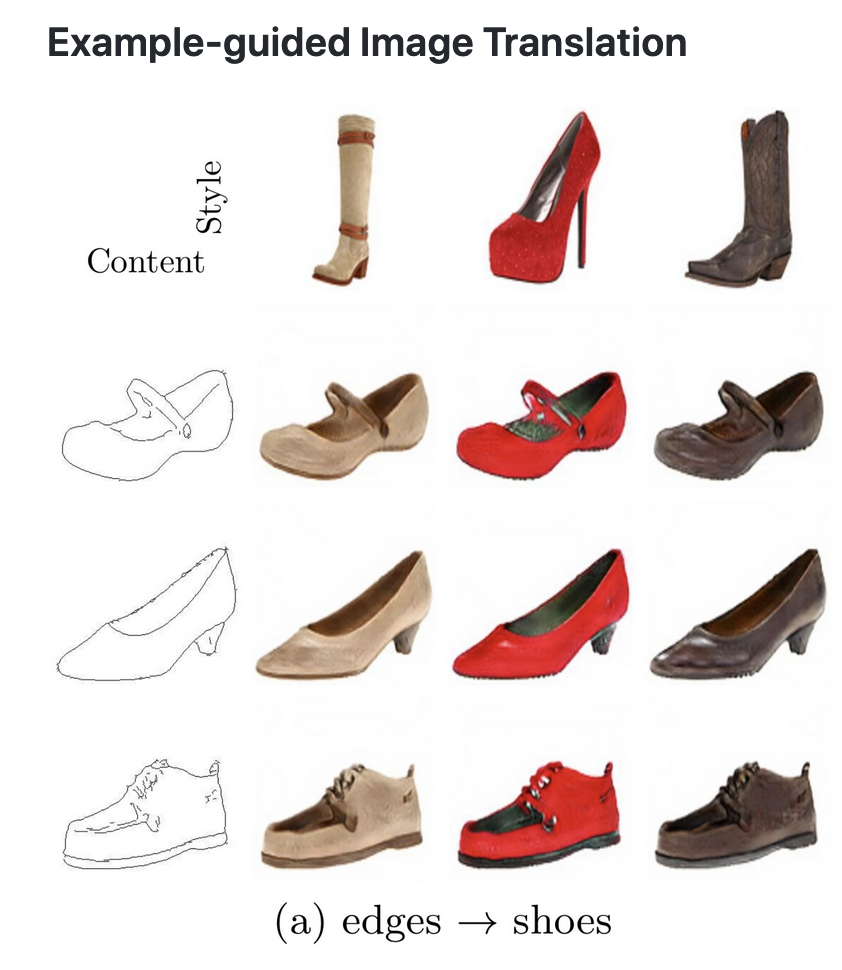 Example-guided Image Translation
Style
Content
(a) edges → shoes